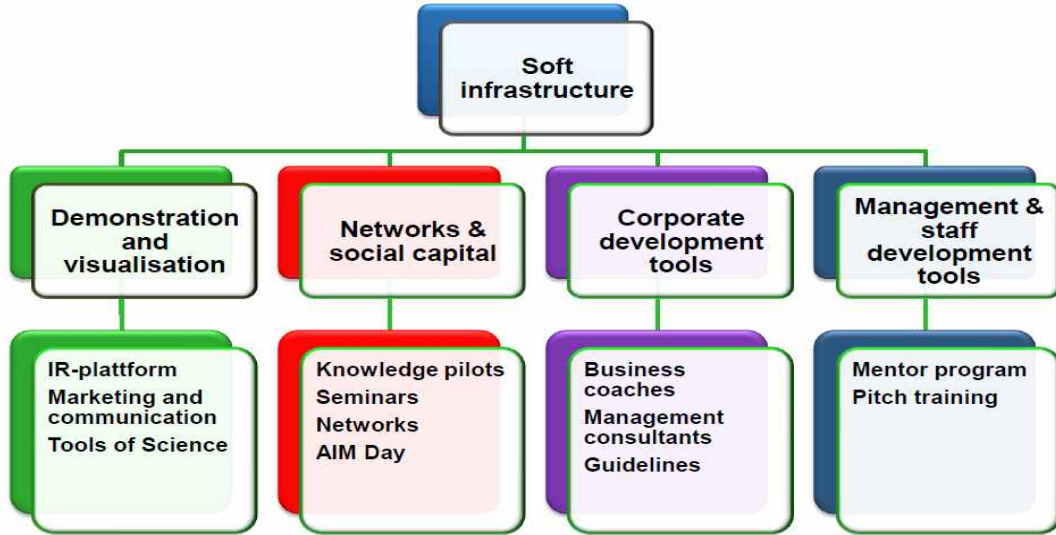 Soft
infrastructure
Demonstration
and
visualisation
Networks &
social capital
Corporate
development
tools
Management &
staff
development
tools
IR-plattform
Marketing and
communication
Tools of Science
Knowledge pilots
Seminars
Networks
AIM Day
Business
coaches
Management
consultants
Guidelines
Mentor program
Pitch training